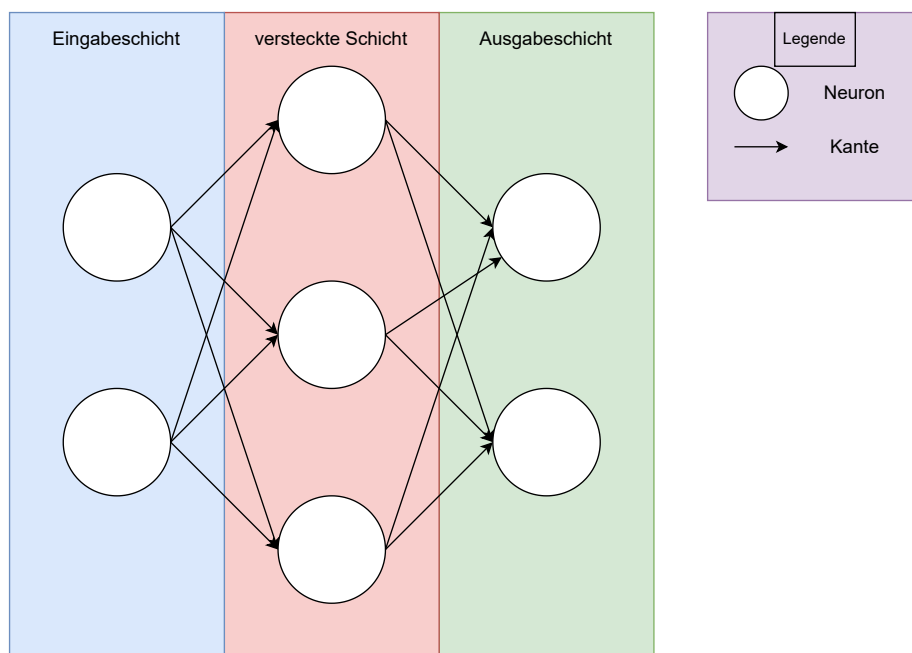 Eingabeschicht
versteckte Schicht
Ausgabeschicht
Legende
Neuron
Kante